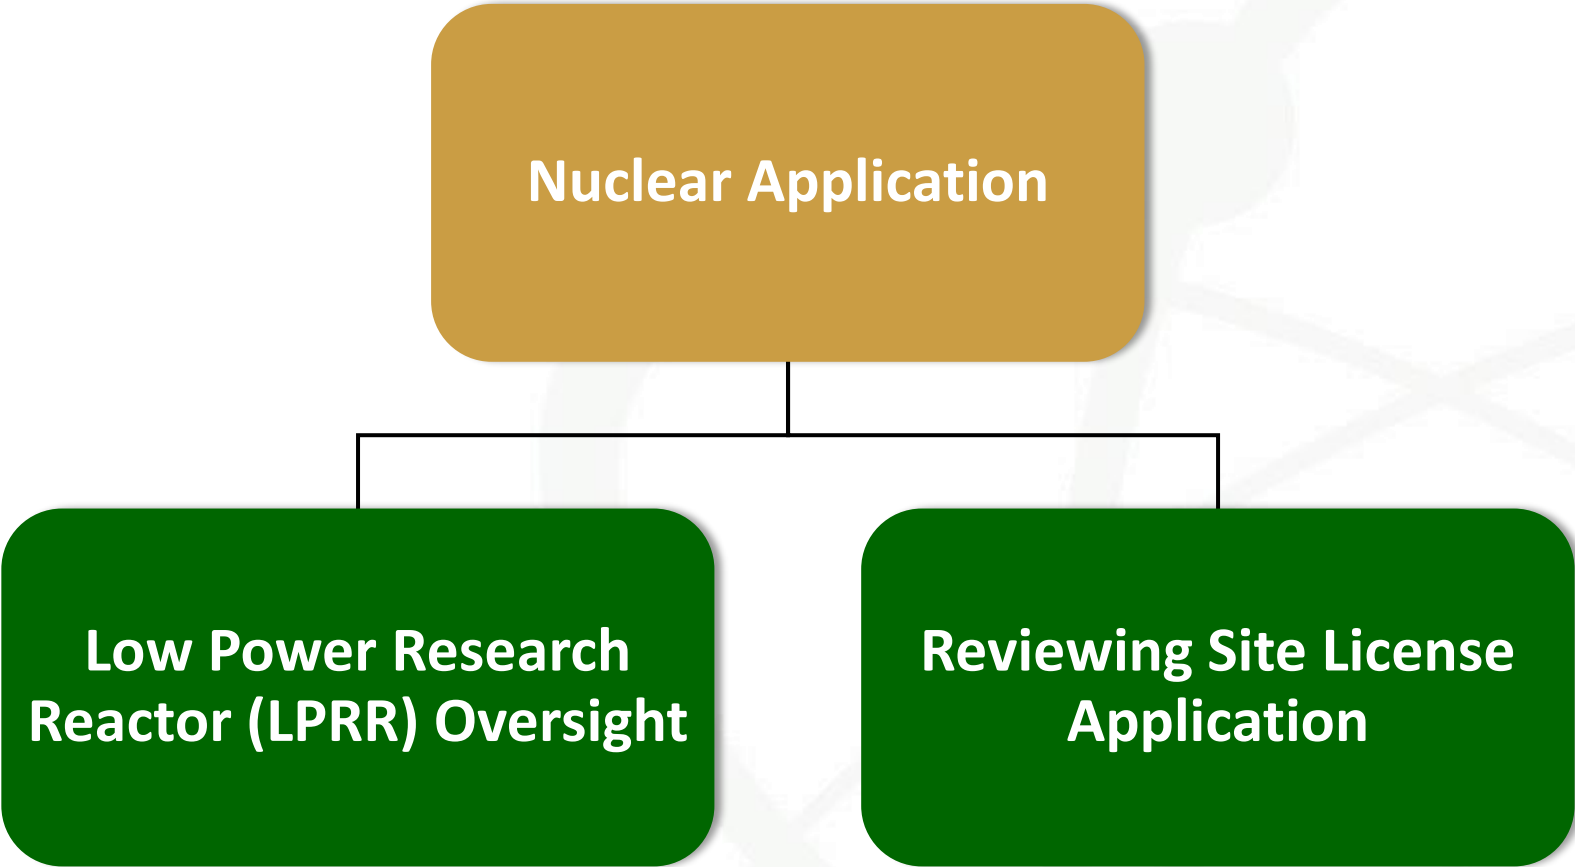 Nuclear Application
Low Power Research
Reactor (LPRR) Oversight
Reviewing Site License
Application